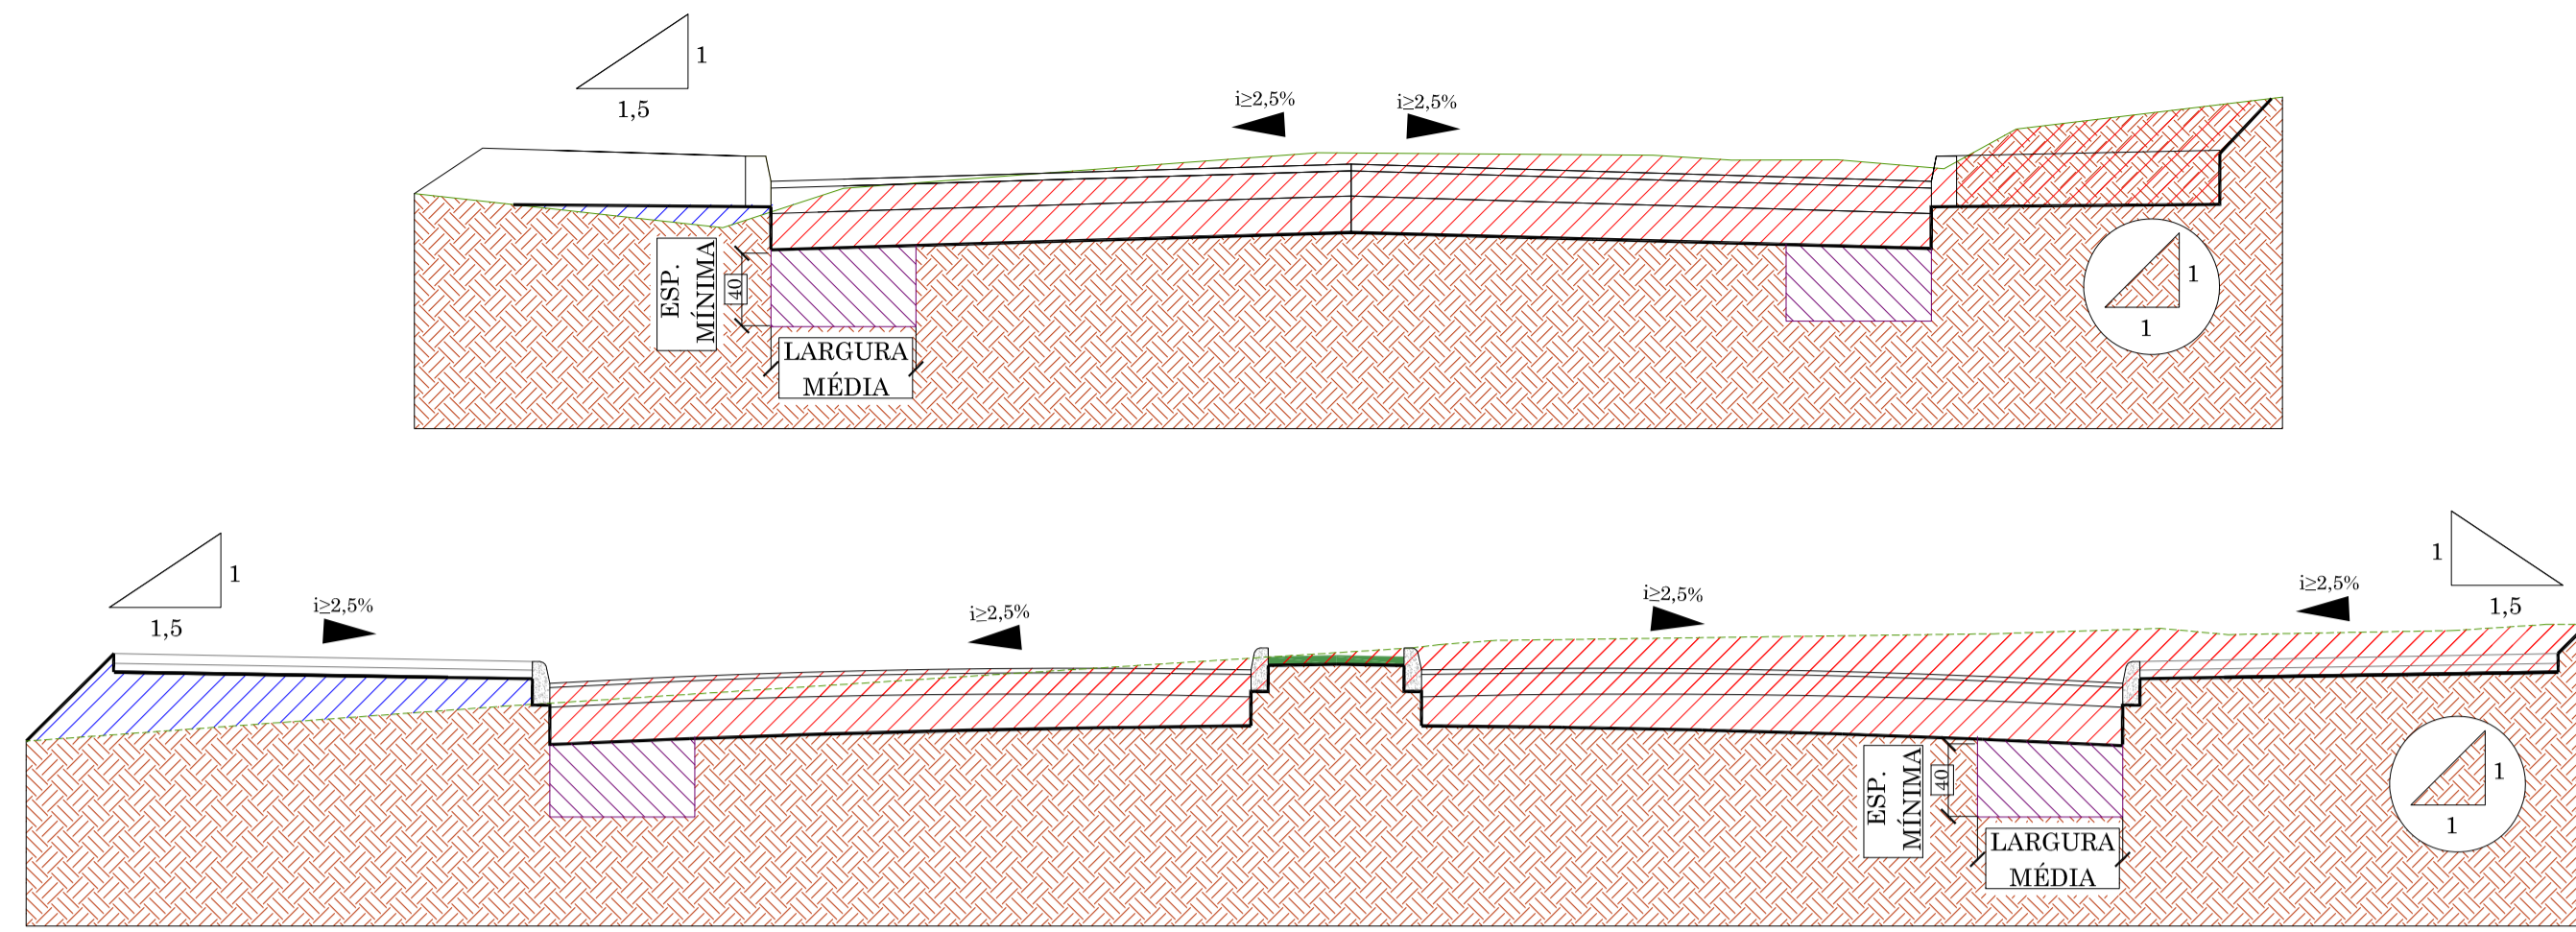 1
1,5
i≥2,5%
i≥2,5%
ESP.
MÍNIMA
40
LARGURA
MÉDIA
1
1
1
1,5
i≥2,5%
i≥2,5%
i≥2,5%
i≥2,5%
1
1,5
ESP.
MÍNIMA
40
LARGURA
MÉDIA
1
1